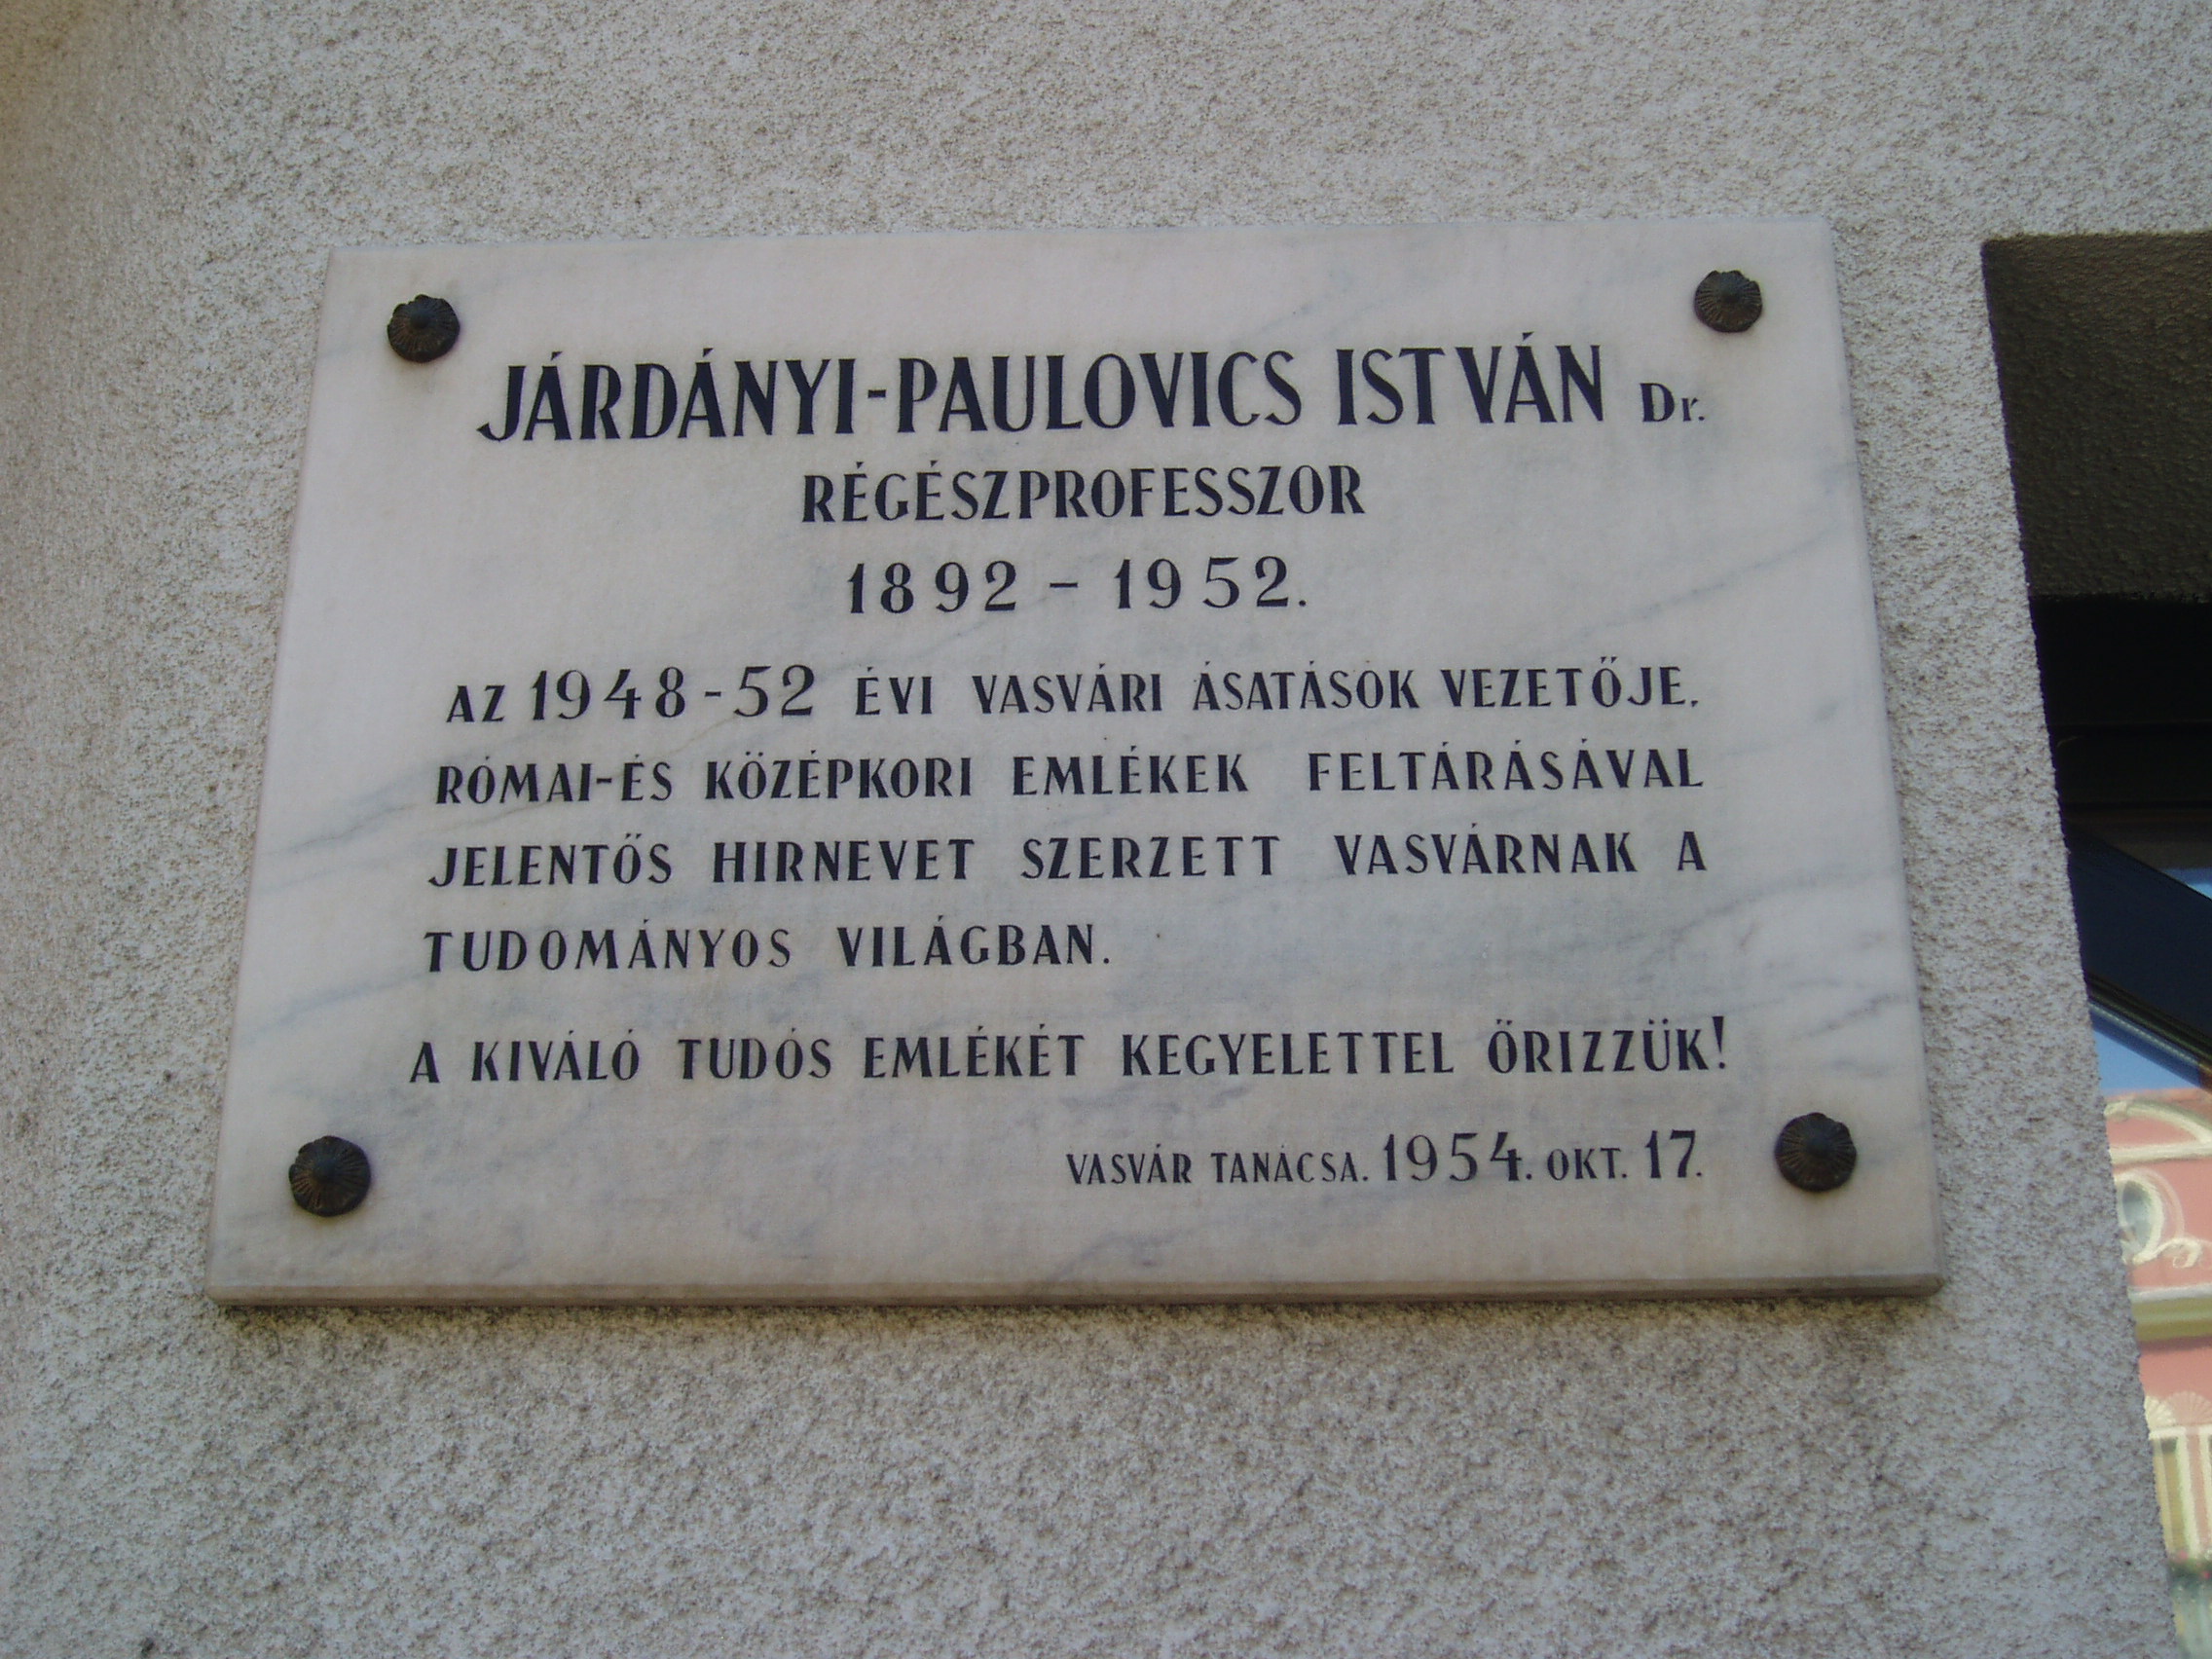 JÁRDÁNYI-PAULOVICS ISTVÁN Dr.
RÉGÉSZPROFESSZOR
1892 - 1952.
AZ 1948-52 ÉVI VASVÁRI ÁSATÁSOK VEZETŐJE.
RÓMAI-ÉS KÖZÉPKORI EMLÉKEK FELTÁRÁSÁVAL
JELENTŐS HIRNEVET SZERZETT VASVÁRNAK A
TUDOMÁNYOS VILÁGBAN.
A KIVÁLÓ TUDÓS EMLÉKÉT KEGYELETTEL ŐRIZZÜK!
VASVÁR TANÁCSA. 1954. OKT. 17.